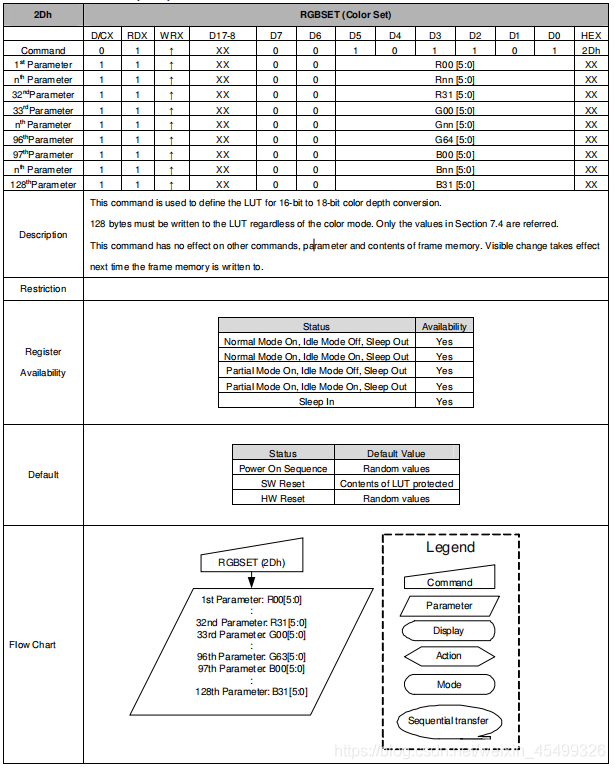 2Dh RGBSET (Color Set)
D/CX RDX WRX D17-8 D7 D6 D5 D4 D3 D2 D1 D0 HEX
Command 0 1 ↑ XX 0 0 1 0 1 1 0 1 2Dh
1st Parameter 1 1 ↑ XX 0 0 R00 [5:0] XX
nth Parameter 1 1 ↑ XX 0 0 Rnn [5:0] XX
32ndParameter 1 1 ↑ XX 0 0 R31 [5:0] XX
33rdParameter 1 1 ↑ XX 0 0 G00 [5:0] XX
nth Parameter 1 1 ↑ XX 0 0 Gnn [5:0] XX
96thParameter 1 1 ↑ XX 0 0 G64 [5:0] XX
97thParameter 1 1 ↑ XX 0 0 B00 [5:0] XX
nth Parameter 1 1 ↑ XX 0 0 Bnn [5:0] XX
128thParameter 1 1 ↑ XX 0 0 B31 [5:0] XX
Description
This command is used to define the LUT for 16-bit to 18-bit color depth conversion.
128 bytes must be written to the LUT regardless of the color mode. Only the values in Section 7.4 are referred.
This command has no effect on other commands, parameter and contents of frame memory. Visible change takes effect
next time the frame memory is written to.
Restriction
Register
Availability
Status Availability
Normal Mode On, Idle Mode Off, Sleep Out Yes
Normal Mode On, Idle Mode On, Sleep Out Yes
Partial Mode On, Idle Mode Off, Sleep Out Yes
Partial Mode On, Idle Mode On, Sleep Out Yes
Sleep In Yes
Default
Status Default Value
Power On Sequence Random values
SW Reset Contents of LUT protected
HW Reset Random values
Flow Chart
RGBSET (2Dh)
1st Parameter: R00[5:0]
:
32nd Parameter: R31[5:0]
33rd Parameter: G00[5:0]
:
96th Parameter: G63[5:0]
97th Parameter: B00[5:0]
:
128th Parameter: B31[5:0]
Legend
Command
Parameter
Display
Action
Mode
Sequential transfer
https://blog.csdn.net/weixin_45499326